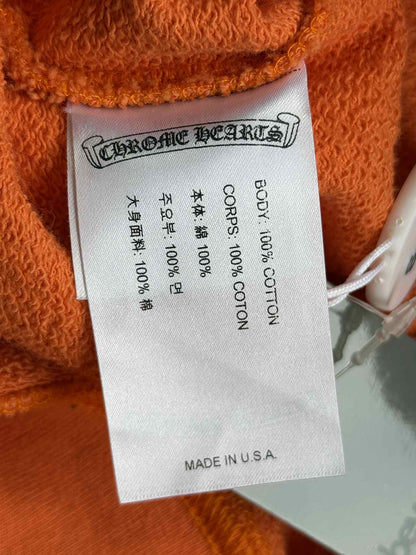 CHROME HEARTS
BODY: 100% COTTON
CORPS: 100% COTON
本体: 綿 100%
주요부: 100% 면
大身面料: 100% 棉
MADE IN U.S.A.